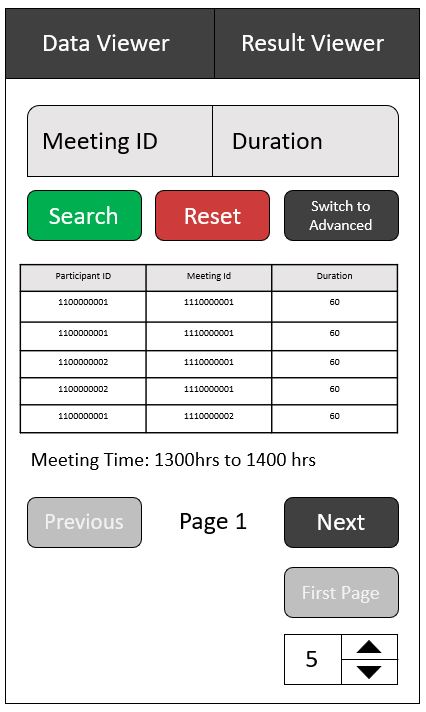 Data Viewer Result Viewer
Meeting ID Duration
Search Reset Switch to
Advanced
Participant ID Meeting Id Duration
1100000001 1110000001 60
1100000001 1110000001 60
1100000002 1110000001 60
1100000002 1110000001 60
1100000001 1110000002 60
Meeting Time: 1300hrs to 1400 hrs
Previous Page 1 Next
First Page
5